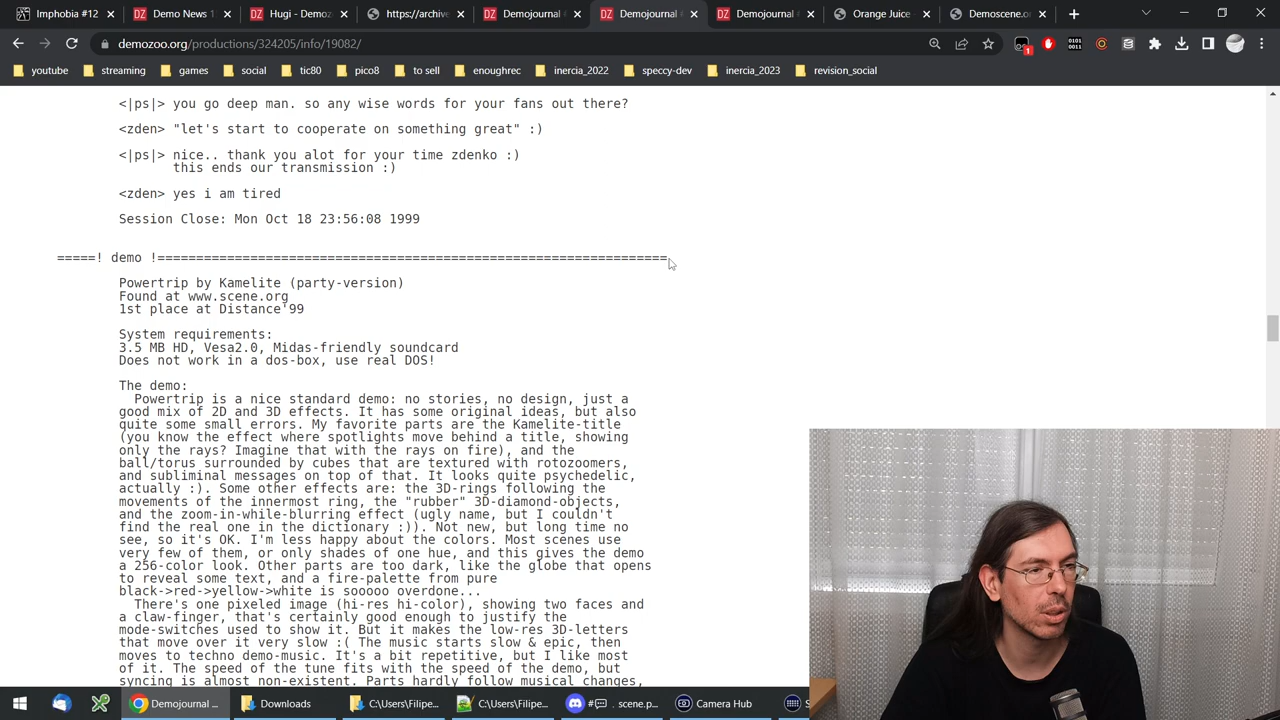 Imphobia #12
Demo News 1
Hugi - Demoz
https://archive
Demojournal
Demojournal
Demojournal
Orange Juice
Demoscene.o
demozoo.org/productions/324205/info/19082/
1
youtube
streaming
games
social
tic80
pico8
to sell
enoughrec
inercia_2022
speccy-dev
inercia_2023
revision_social
<|ps|> you go deep man. so any wise words for your fans out there?
<zden> "let's start to cooperate on something great" :)
<|ps|> nice.. thank you alot for your time zdenko :)
this ends our transmission :)
<zden> yes i am tired
Session Close: Mon Oct 18 23:56:08 1999
=====! demo !==================================================================
Powertrip by Kamelite (party-version)
Found at www.scene.org
1st place at Distance'99
System requirements:
3.5 MB HD, Vesa2.0, Midas-friendly soundcard
Does not work in a dos-box, use real DOS!
The demo:
Powertrip is a nice standard demo: no stories, no design, just a
good mix of 2D and 3D effects. It has some original ideas, but also
quite some small errors. My favorite parts are the Kamelite-title
(you know the effect where spotlights move behind a title, showing
only the rays? Imagine that with the rays on fire), and the
ball/torus surrounded by cubes that are textured with rotozoomers,
and subliminal messages on top of that. It looks quite psychedelic,
actually :). Some other effects are: the 3D-rings following the
movements of the innermost ring, the "rubber" 3D-diamond-objects,
and the zoom-in-while-blurring effect (ugly name, but I couldn't
find the real one in the dictionary :)). Not new, but long time no
see, so it's OK. I'm less happy about the colors. Most scenes use
very few of them, or only shades of one hue, and this gives the demo
a 256-color look. Other parts are too dark, like the globe that opens
to reveal some text, and a fire-palette from pure
black->red->yellow->white is sooooo overdone...
There's one pixeled image (hi-res hi-color), showing two faces and
a claw-finger, that's certainly good enough to justify the
mode-switches used to show it. But it makes the low-res 3D-letters
that move over it very slow :( The music starts slow & epic, then
moves to techno demo-music. It's a bit repetitive, but I like most
of it. The speed of the tune fits with the speed of the demo, but
syncing is almost non-existent. Parts hardly follow musical changes,
Demojournal ...
Downloads
C:\Users\Filipe...
C:\Users\Filipe...
#💬 . scene.p...
Camera Hub
S